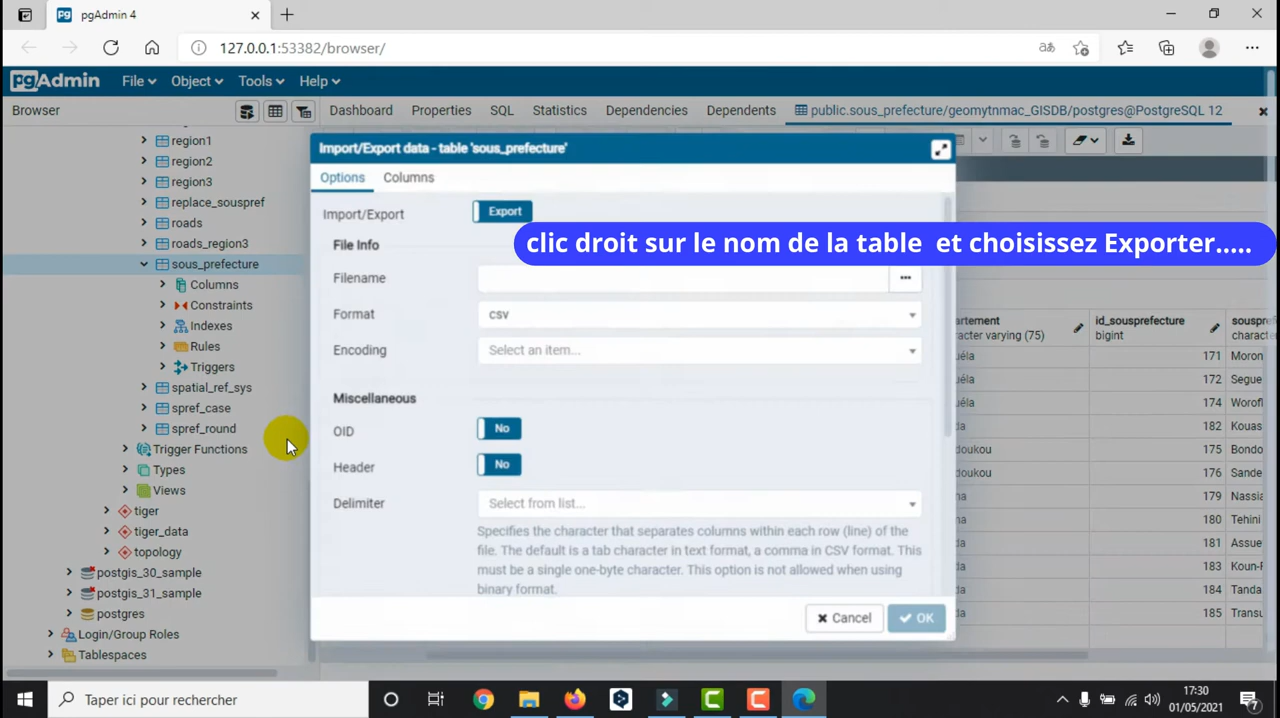 pgAdmin 4
127.0.0.1:53382/browser/
pgAdmin File Object Tools Help
Browser Dashboard Properties SQL Statistics Dependencies Dependents public.sous_prefecture/geomytnmac_GISDB/postgres@PostgreSQL 12
region1
region2
region3
replace_souspref
roads
roads_region3
sous_prefecture
Columns
Constraints
Indexes
Rules
Triggers
spatial_ref_sys
spref_case
spref_round
Trigger Functions
Types
Views
tiger
tiger_data
topology
postgis_30_sample
postgis_31_sample
postgres
Login/Group Roles
Tablespaces
Import/Export data - table 'sous_prefecture'
Options Columns
Import/Export Export
clic droit sur le nom de la table et choisissez Exporter.....
File Info
Filename
Format csv
Encoding Select an item...
Miscellaneous
OID No
Header No
Delimiter Select from list...
Specifies the character that separates columns within each row (line) of the
file. The default is a tab character in text format, a comma in CSV format. This
must be a single one-byte character. This option is not allowed when using
binary format.
Cancel OK
id_sousprefecture
bigint
171 Moron
172 Segue
174 Worof
182 Kouas
175 Bondo
176 Sande
179 Nassia
180 Tehini
181 Assue
183 Koun-F
184 Tanda
185 Transu
Taper ici pour rechercher
17:30
01/05/2021
7